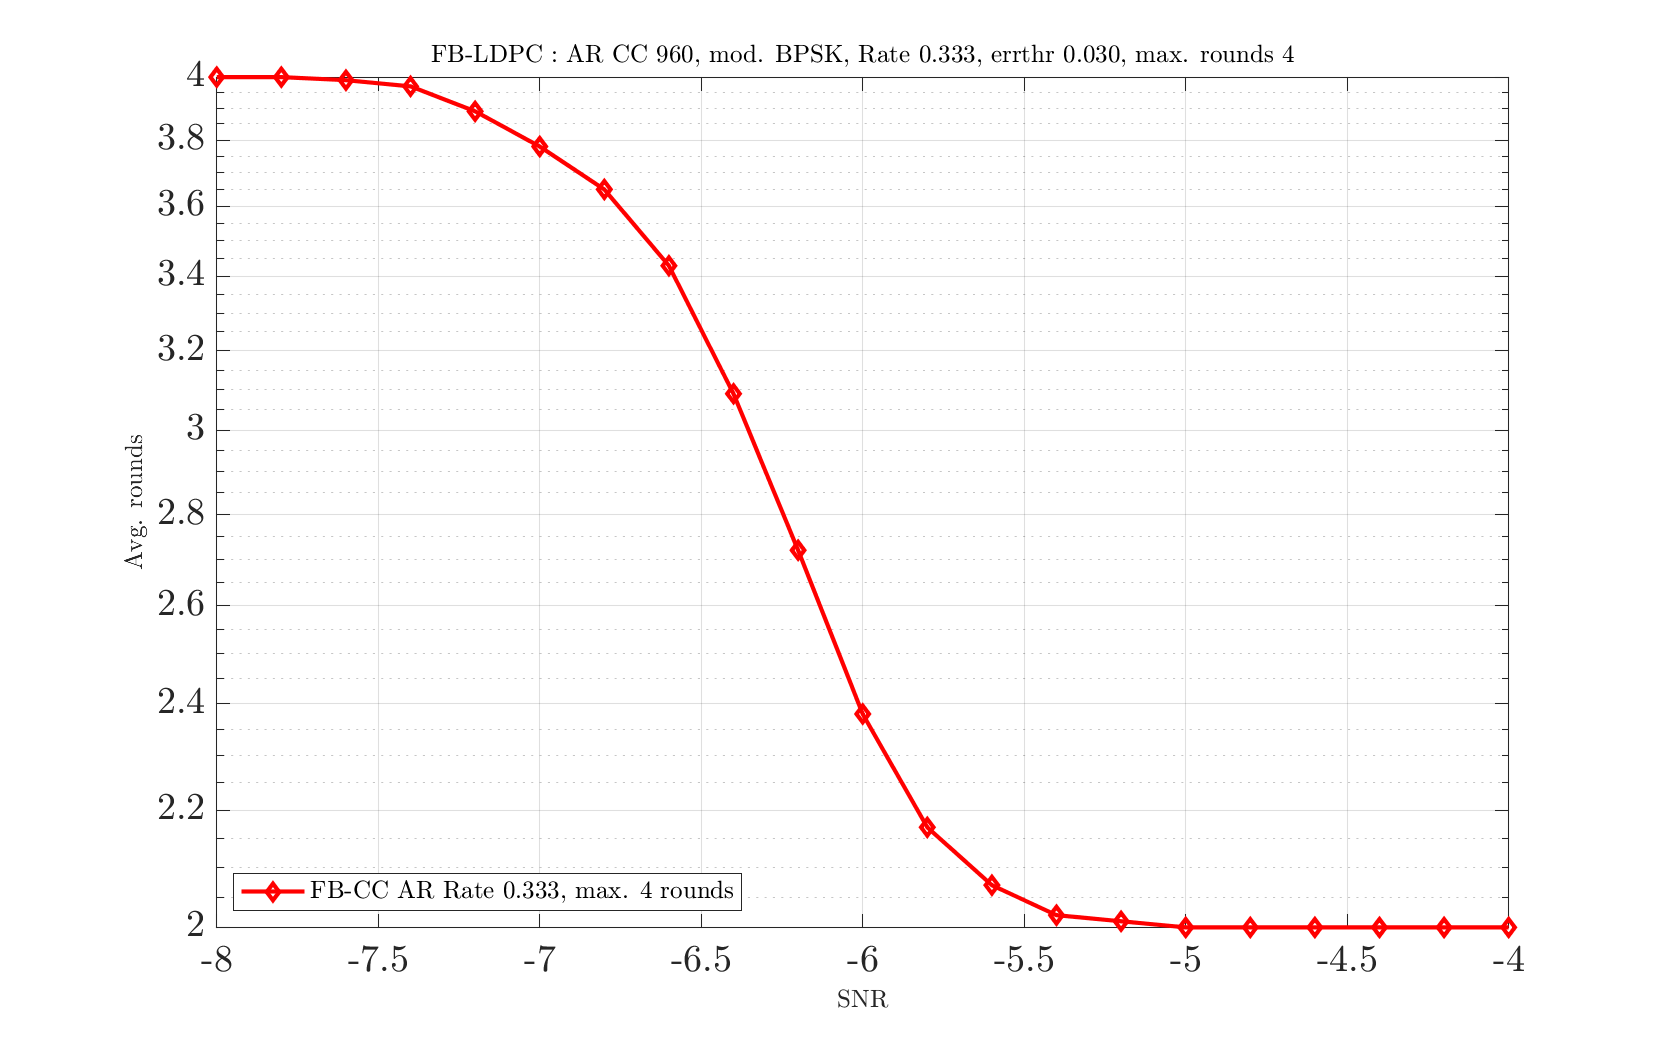 FB-LDPC : AR CC 960, mod. BPSK, Rate 0.333, errthr 0.030, max. rounds 4
4
3.8
3.6
3.4
3.2
3
2.8
2.6
2.4
2.2
2
Avg. rounds
FB-CC AR Rate 0.333, max. 4 rounds
-8 -7.5 -7 -6.5 -6 -5.5 -5 -4.5 -4
SNR